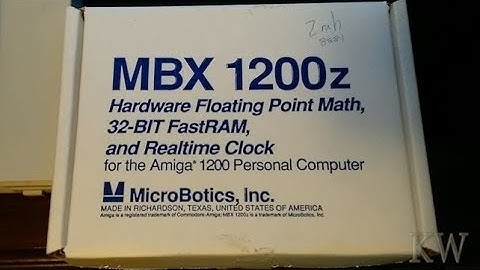 2mb
8881
MBX 1200z
Hardware Floating Point Math,
32-BIT FastRAM,
and Realtime Clock
for the Amiga® 1200 Personal Computer
MicroBotics, Inc.
MADE IN RICHARDSON, TEXAS, UNITED STATES OF AMERICA
Amiga is a registered trademark of Commodore-Amiga; MBX 1200z is a trademark of MicroBotics, Inc.
KW